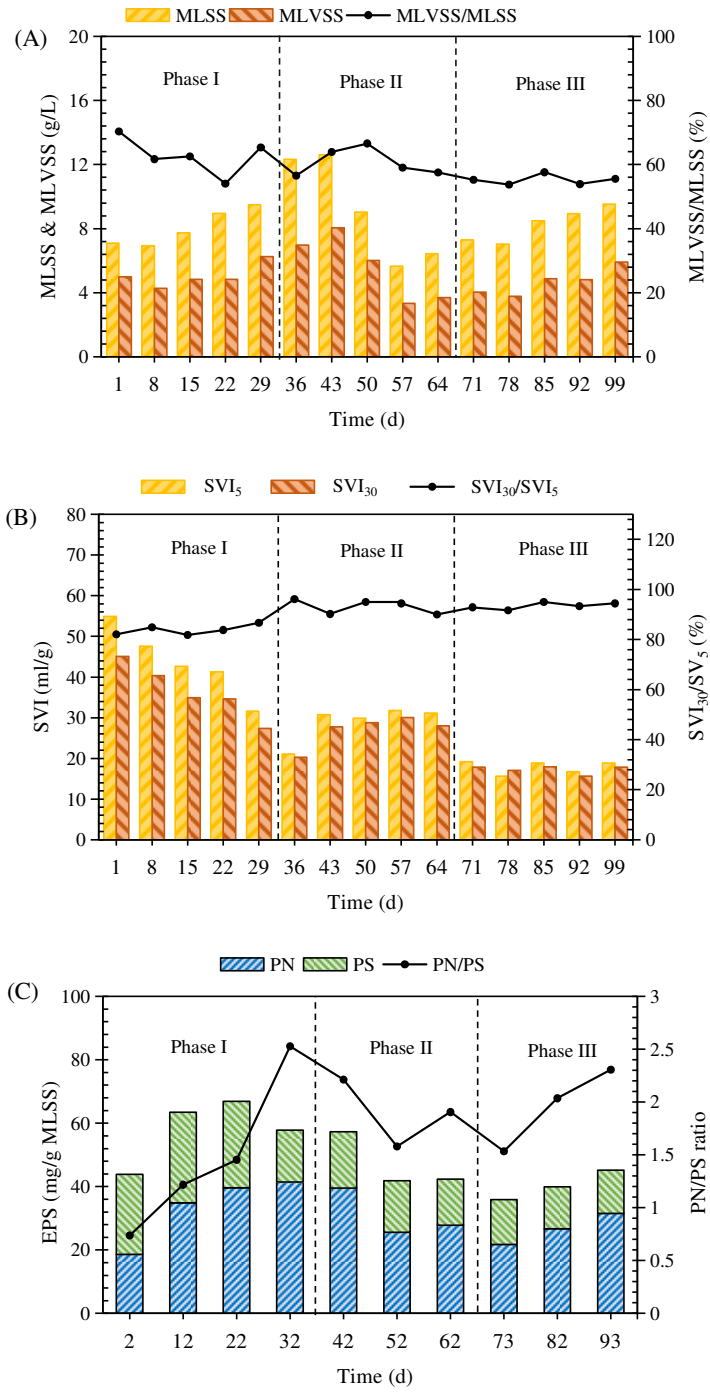 MLSS MLVSS MLVSS/MLSS
(A)
20 100
Phase I Phase II Phase III
16 80
12 60
8 40
4 20
0 0
MLSS & MLVSS (g/L)
MLVSS/MLSS (%)
1 8 15 22 29 36 43 50 57 64 71 78 85 92 99
Time (d)
SVI₅ SVI₃₀ SVI₃₀/SVI₅
(B)
80
70 120
Phase I Phase II Phase III
60 100
50 80
40
30 60
20 40
10 20
0 0
SVI (ml/g)
SVI₃₀/SV₅ (%)
1 8 15 22 29 36 43 50 57 64 71 78 85 92 99
Time (d)
PN PS PN/PS
(C)
100 3
Phase I Phase II Phase III
80 2.5
60 2
1.5
40 1
20 0.5
0 0
EPS (mg/g MLSS)
PN/PS ratio
2 12 22 32 42 52 62 73 82 93
Time (d)